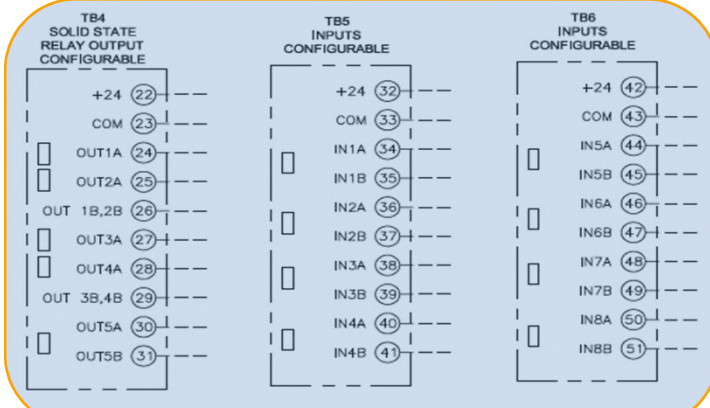 TB4
SOLID STATE
RELAY OUTPUT
CONFIGURABLE
+24 22
COM 23
OUT1A 24
OUT2A 25
OUT 1B,2B 26
OUT3A 27
OUT4A 28
OUT 3B,4B 29
OUT5A 30
OUT5B 31
TB5
INPUTS
CONFIGURABLE
+24 32
COM 33
IN1A 34
IN1B 35
IN2A 36
IN2B 37
IN3A 38
IN3B 39
IN4A 40
IN4B 41
TB6
INPUTS
CONFIGURABLE
+24 42
COM 43
IN5A 44
IN5B 45
IN6A 46
IN6B 47
IN7A 48
IN7B 49
IN8A 50
IN8B 51